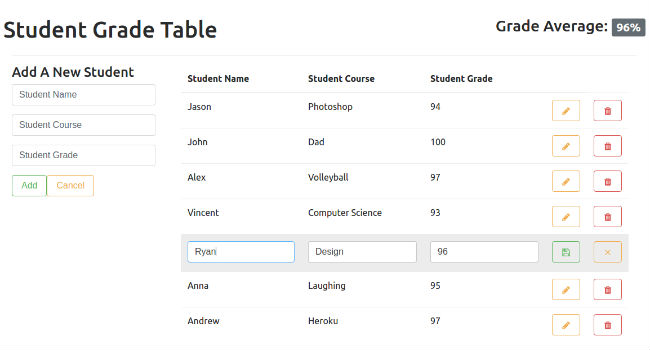 Student Grade Table
Grade Average: 96%
Add A New Student
Student Name
Student Course
Student Grade
Add Cancel
Student Name Student Course Student Grade
Jason Photoshop 94
John Dad 100
Alex Volleyball 97
Vincent Computer Science 93
Ryan Design 96
Anna Laughing 95
Andrew Heroku 97